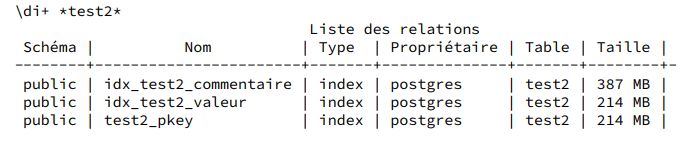 \di+ *test2*
                                   Liste des relations
 Schéma |           Nom           | Type  | Propriétaire | Table | Taille |
--------+-------------------------+-------+--------------+-------+--------+-
 public | idx_test2_commentaire | index | postgres     | test2 | 387 MB |
 public | idx_test2_valeur      | index | postgres     | test2 | 214 MB |
 public | test2_pkey            | index | postgres     | test2 | 214 MB |